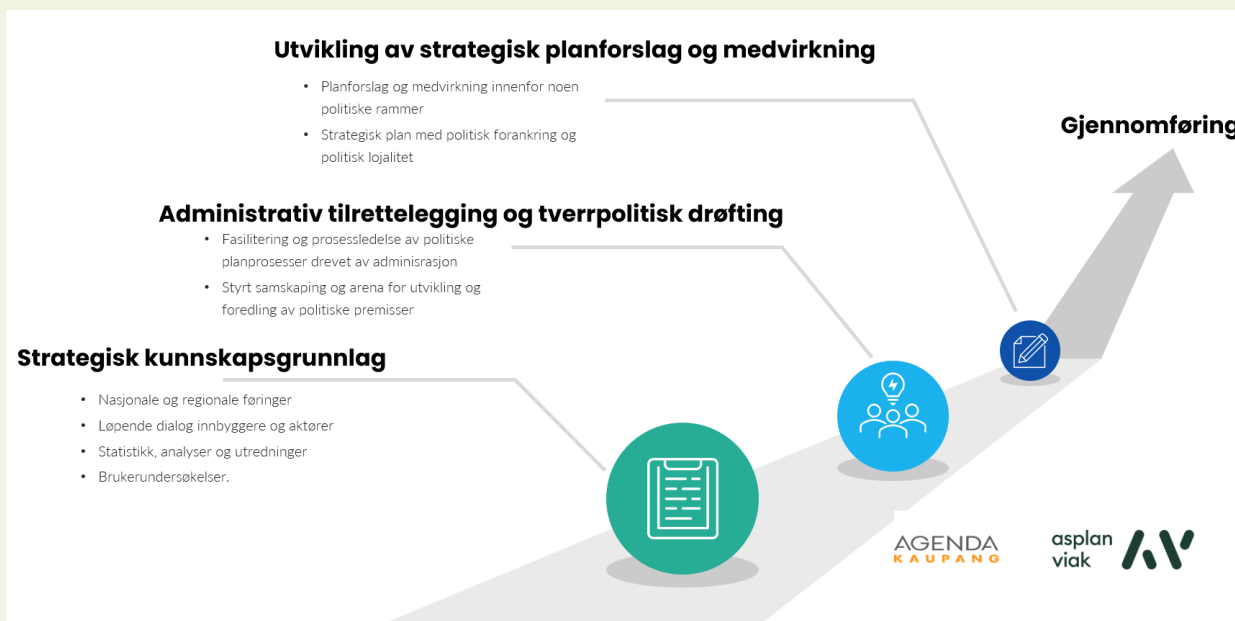 Utvikling av strategisk planforslag og medvirkning
• Planforslag og medvirkning innenfor noen
politiske rammer
• Strategisk plan med politisk forankring og
politisk lojalitet
Gjennomføring
Administrativ tilrettelegging og tverrpolitisk drøfting
• Fasilitering og prosessledelse av politiske
planprosesser drevet av adminisrasjon
• Styrt samskaping og arena for utvikling og
foredling av politiske premisser
Strategisk kunnskapsgrunnlag
• Nasjonale og regionale føringer
• Løpende dialog innbyggere og aktører
• Statistikk, analyser og utredninger
• Brukerundersøkelser.
AGENDA
KAUPANG
asplan
viak